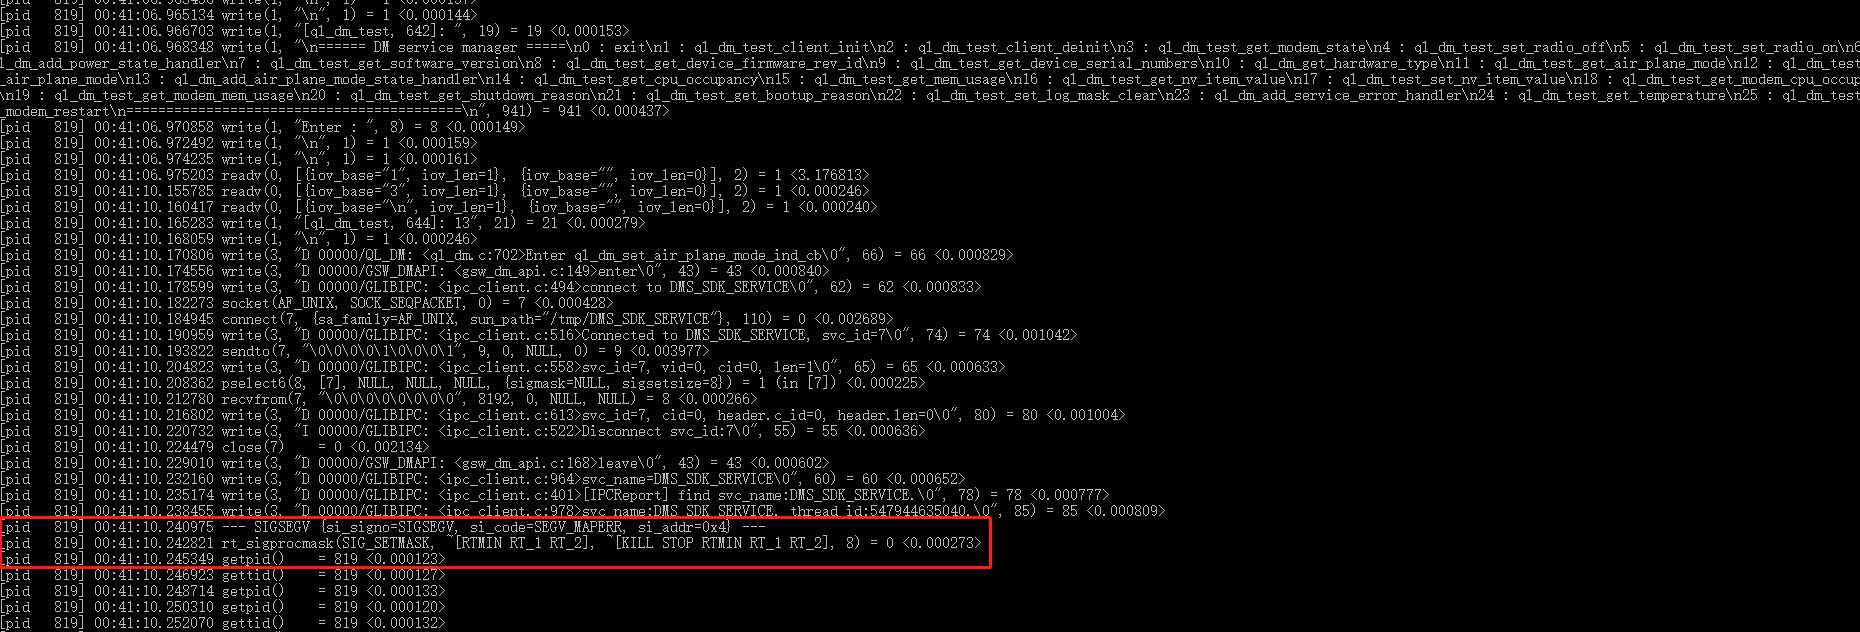 [pid   819] 00:41:06.965134 write(1, "\n", 1) = 1 <0.000144>
[pid   819] 00:41:06.966703 write(1, "[ql_dm_test, 642]: ", 19) = 19 <0.000153>
[pid   819] 00:41:06.968348 write(1, "\n====== DM service manager =====\n0 : exit\n1 : ql_dm_test_client_init\n2 : ql_dm_test_client_deinit\n3 : ql_dm_test_get_modem_state\n4 : ql_dm_test_set_radio_off\n5 : ql_dm_test_set_radio_on\n6
l_dm_add_power_state_handler\n7 : ql_dm_test_get_software_version\n8 : ql_dm_test_get_device_firmware_rev_id\n9 : ql_dm_test_get_device_serial_numbers\n10 : ql_dm_get_hardware_type\n11 : ql_dm_test_get_air_plane_mode\n12 : ql_dm_test
_air_plane_mode\n13 : ql_dm_add_air_plane_mode_state_handler\n14 : ql_dm_test_get_cpu_occupancy\n15 : ql_dm_test_get_mem_usage\n16 : ql_dm_test_get_nv_item_value\n17 : ql_dm_test_set_nv_item_value\n18 : ql_dm_test_get_modem_cpu_occup
\n19 : ql_dm_test_get_modem_mem_usage\n20 : ql_dm_test_get_shutdown_reason\n21 : ql_dm_test_get_bootup_reason\n22 : ql_dm_test_set_log_mask_clear\n23 : ql_dm_add_service_error_handler\n24 : ql_dm_test_get_temperature\n25 : ql_dm_test
_modem_restart\n==========================================\n", 941) = 941 <0.000437>
[pid   819] 00:41:06.970858 write(1, "Enter : ", 8) = 8 <0.000149>
[pid   819] 00:41:06.972492 write(1, "\n", 1) = 1 <0.000159>
[pid   819] 00:41:06.974235 write(1, "\n", 1) = 1 <0.000161>
[pid   819] 00:41:06.975203 readv(0, [{iov_base="1", iov_len=1}, {iov_base="", iov_len=0}], 2) = 1 <3.176813>
[pid   819] 00:41:10.155785 readv(0, [{iov_base="3", iov_len=1}, {iov_base="", iov_len=0}], 2) = 1 <0.000246>
[pid   819] 00:41:10.160417 readv(0, [{iov_base="\n", iov_len=1}, {iov_base="", iov_len=0}], 2) = 1 <0.000240>
[pid   819] 00:41:10.165283 write(1, "[ql_dm_test, 644]: 13", 21) = 21 <0.000279>
[pid   819] 00:41:10.168059 write(1, "\n", 1) = 1 <0.000246>
[pid   819] 00:41:10.170806 write(3, "D 00000/QL_DM: <ql_dm.c:702>Enter ql_dm_set_air_plane_mode_ind_cb\0", 66) = 66 <0.000829>
[pid   819] 00:41:10.174556 write(3, "D 00000/GSW_DMAPI: <gsw_dm_api.c:149>enter\0", 43) = 43 <0.000840>
[pid   819] 00:41:10.178599 write(3, "D 00000/GLIBIPC: <ipc_client.c:494>connect to DMS_SDK_SERVICE\0", 62) = 62 <0.000833>
[pid   819] 00:41:10.182273 socket(AF_UNIX, SOCK_SEQPACKET, 0) = 7 <0.000428>
[pid   819] 00:41:10.184945 connect(7, {sa_family=AF_UNIX, sun_path="/tmp/DMS_SDK_SERVICE"}, 110) = 0 <0.002689>
[pid   819] 00:41:10.190959 write(3, "D 00000/GLIBIPC: <ipc_client.c:516>Connected to DMS_SDK_SERVICE, svc_id=7\0", 74) = 74 <0.001042>
[pid   819] 00:41:10.193822 sendto(7, "\0\0\0\0\1\0\0\0\1", 9, 0, NULL, 0) = 9 <0.003977>
[pid   819] 00:41:10.204823 write(3, "D 00000/GLIBIPC: <ipc_client.c:558>svc_id=7, vid=0, cid=0, len=1\0", 65) = 65 <0.000633>
[pid   819] 00:41:10.208362 pselect6(8, [7], NULL, NULL, NULL, {sigmask=NULL, sigsetsize=8}) = 1 (in [7]) <0.000225>
[pid   819] 00:41:10.212780 recvfrom(7, "\0\0\0\0\0\0\0\0", 8192, 0, NULL, NULL) = 8 <0.000266>
[pid   819] 00:41:10.216802 write(3, "D 00000/GLIBIPC: <ipc_client.c:613>svc_id=7, cid=0, header.c_id=0, header.len=0\0", 80) = 80 <0.001004>
[pid   819] 00:41:10.220732 write(3, "I 00000/GLIBIPC: <ipc_client.c:522>Disconnect svc_id:7\0", 55) = 55 <0.000636>
[pid   819] 00:41:10.224479 close(7)    = 0 <0.002134>
[pid   819] 00:41:10.229010 write(3, "D 00000/GSW_DMAPI: <gsw_dm_api.c:168>leave\0", 43) = 43 <0.000602>
[pid   819] 00:41:10.232160 write(3, "D 00000/GLIBIPC: <ipc_client.c:964>svc_name=DMS_SDK_SERVICE\0", 60) = 60 <0.000652>
[pid   819] 00:41:10.235174 write(3, "D 00000/GLIBIPC: <ipc_client.c:401>[IPCReport] find svc_name:DMS_SDK_SERVICE.\0", 78) = 78 <0.000777>
[pid   819] 00:41:10.238455 write(3, "D 00000/GLIBIPC: <ipc_client.c:978>svc_name:DMS_SDK_SERVICE, thread_id:547944635040.\0", 85) = 85 <0.000809>
[pid   819] 00:41:10.240975 --- SIGSEGV {si_signo=SIGSEGV, si_code=SEGV_MAPERR, si_addr=0x4} ---
[pid   819] 00:41:10.242821 rt_sigprocmask(SIG_SETMASK, ~[RTMIN RT_1 RT_2], ~[KILL STOP RTMIN RT_1 RT_2], 8) = 0 <0.000273>
[pid   819] 00:41:10.245349 getpid()    = 819 <0.000123>
[pid   819] 00:41:10.246923 gettid()    = 819 <0.000127>
[pid   819] 00:41:10.248714 getpid()    = 819 <0.000133>
[pid   819] 00:41:10.250310 getpid()    = 819 <0.000120>
[pid   819] 00:41:10.252070 gettid()    = 819 <0.000132>